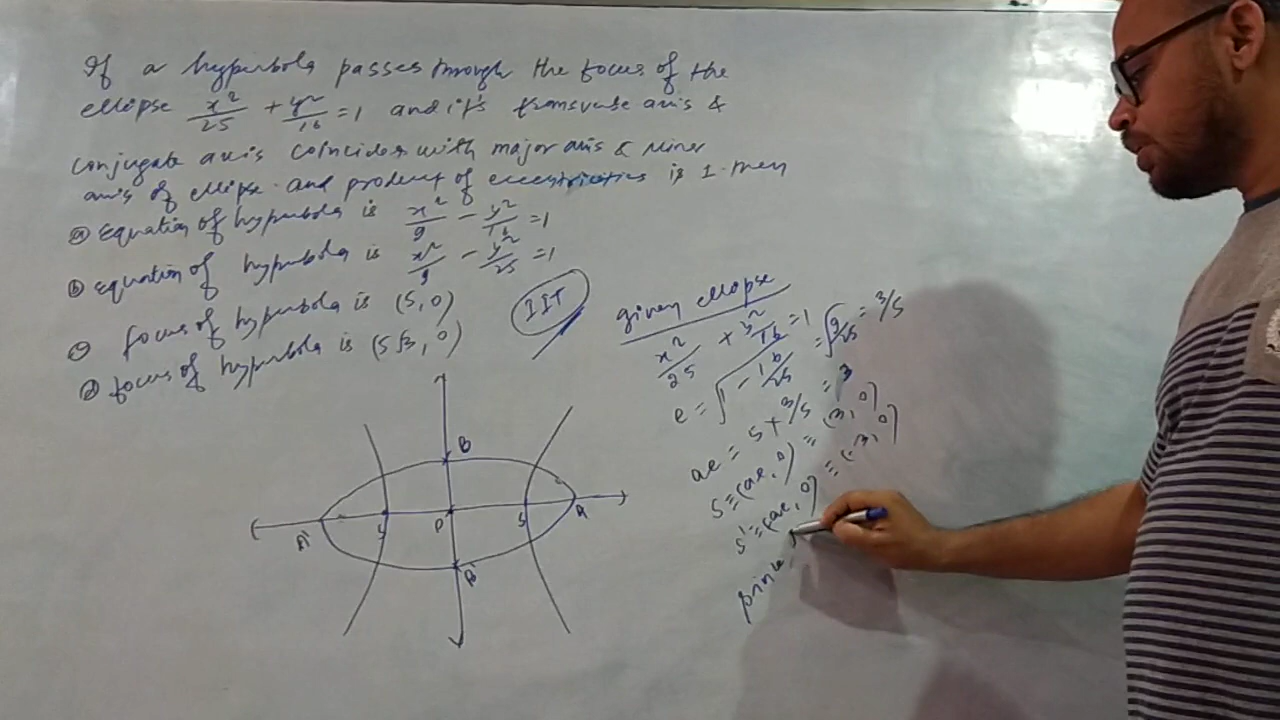 If a hyperbola passes through the focus of the
ellipse x²/25 + y²/16 = 1 and it's transverse axis &
conjugate axis coincides with major axis & minor
axis of ellipse. and product of eccentricities is 1. then
ⓐ Equation of hyperbola is x²/9 - y²/16 = 1
ⓑ equation of hyperbola is x²/9 - y²/25 = 1
ⓒ focus of hyperbola is (5, 0)
ⓓ focus of hyperbola is (5√3, 0)
IIT
given ellipse
x²/25 + y²/16 = 1
e = √1 - 16/25 = √9/25 = 3/5
ae = 5 × 3/5 = 3
S ≡ (ae, 0) ≡ (3, 0)
S' ≡ (-ae, 0) ≡ (-3, 0)
Since
B
A' S' O S A
B'